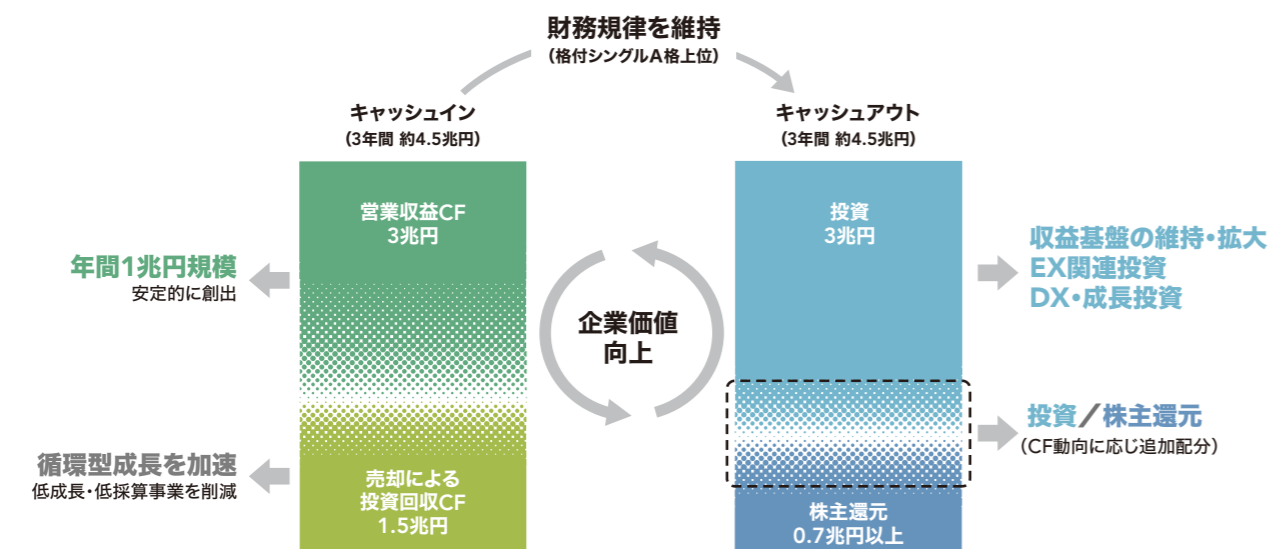 財務規律を維持
（格付シングルA格上位）
キャッシュイン
（3年間 約4.5兆円）
キャッシュアウト
（3年間 約4.5兆円）
営業収益CF
3兆円
投資
3兆円
年間1兆円規模
安定的に創出
収益基盤の維持・拡大
EX関連投資
DX・成長投資
企業価値
向上
投資／株主還元
（CF動向に応じ追加配分）
循環型成長を加速
低成長・低採算事業を削減
売却による
投資回収CF
1.5兆円
株主還元
0.7兆円以上